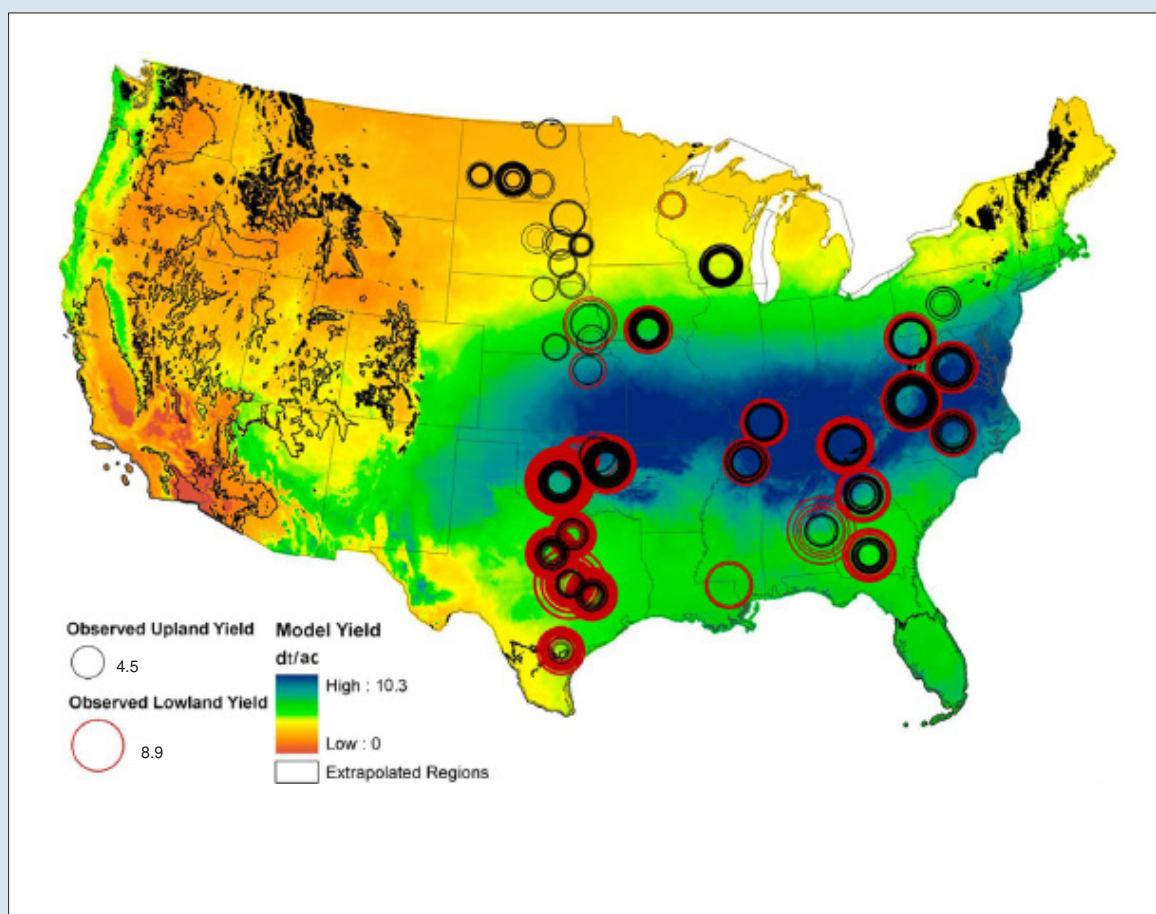 Observed Upland Yield
4.5
Observed Lowland Yield
8.9
Model Yield
dt/ac
High : 10.3
Low : 0
Extrapolated Regions